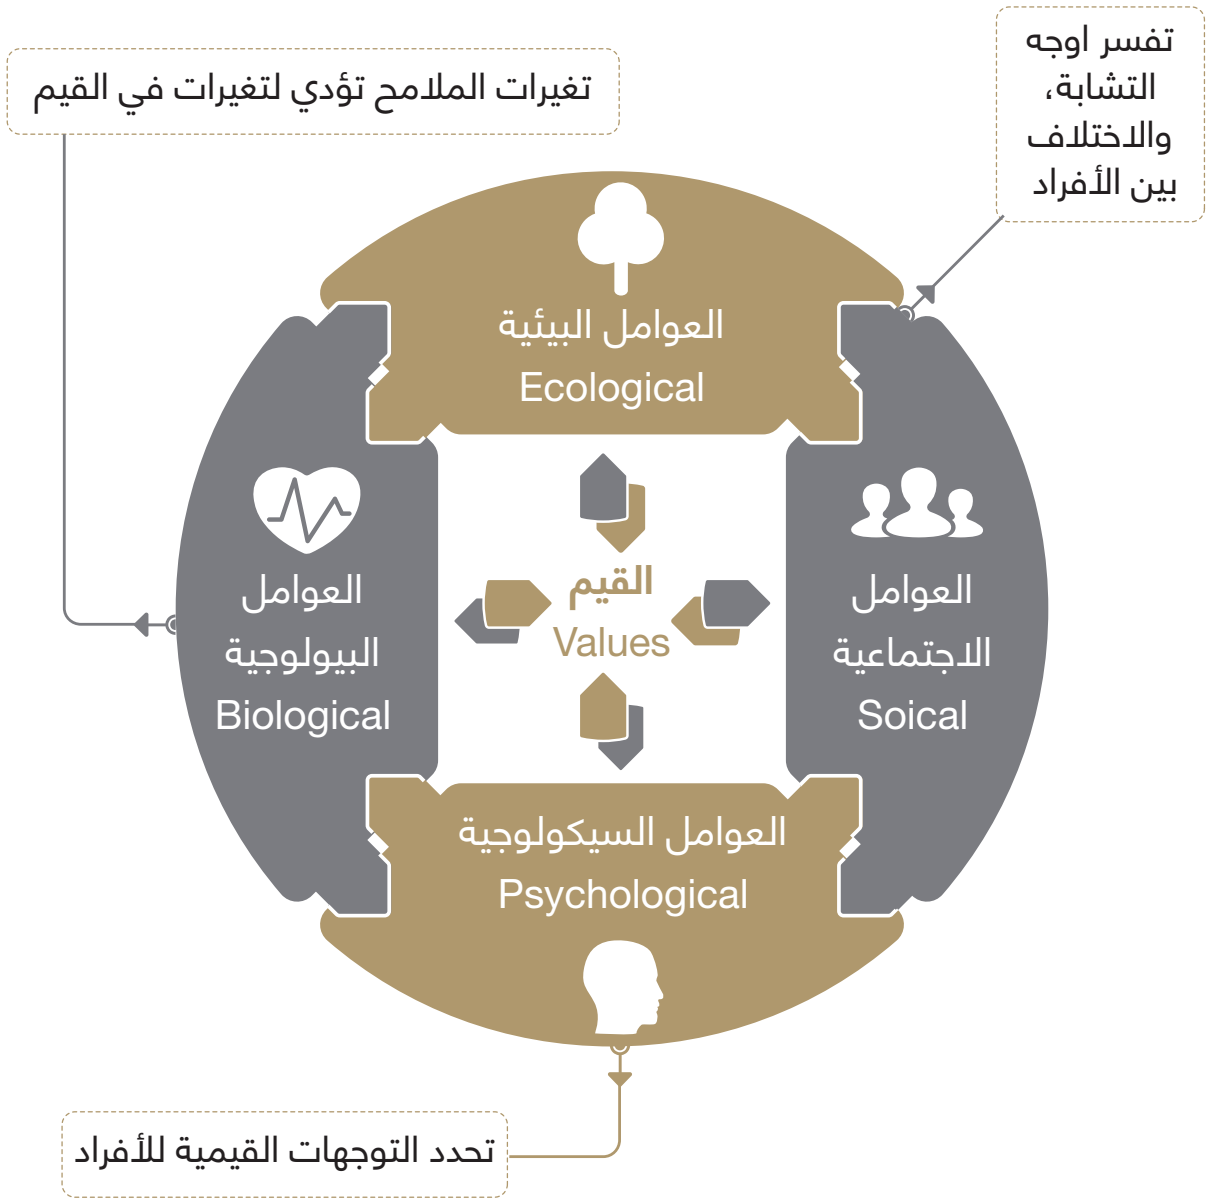 تفسر اوجه
التشابة،
والاختلاف
بين الأفراد
تغيرات الملامح تؤدي لتغيرات في القيم
العوامل البيئية
Ecological
العوامل
الاجتماعية
Soical
القيم
Values
العوامل
البيولوجية
Biological
العوامل السيكولوجية
Psychological
تحدد التوجهات القيمية للأفراد